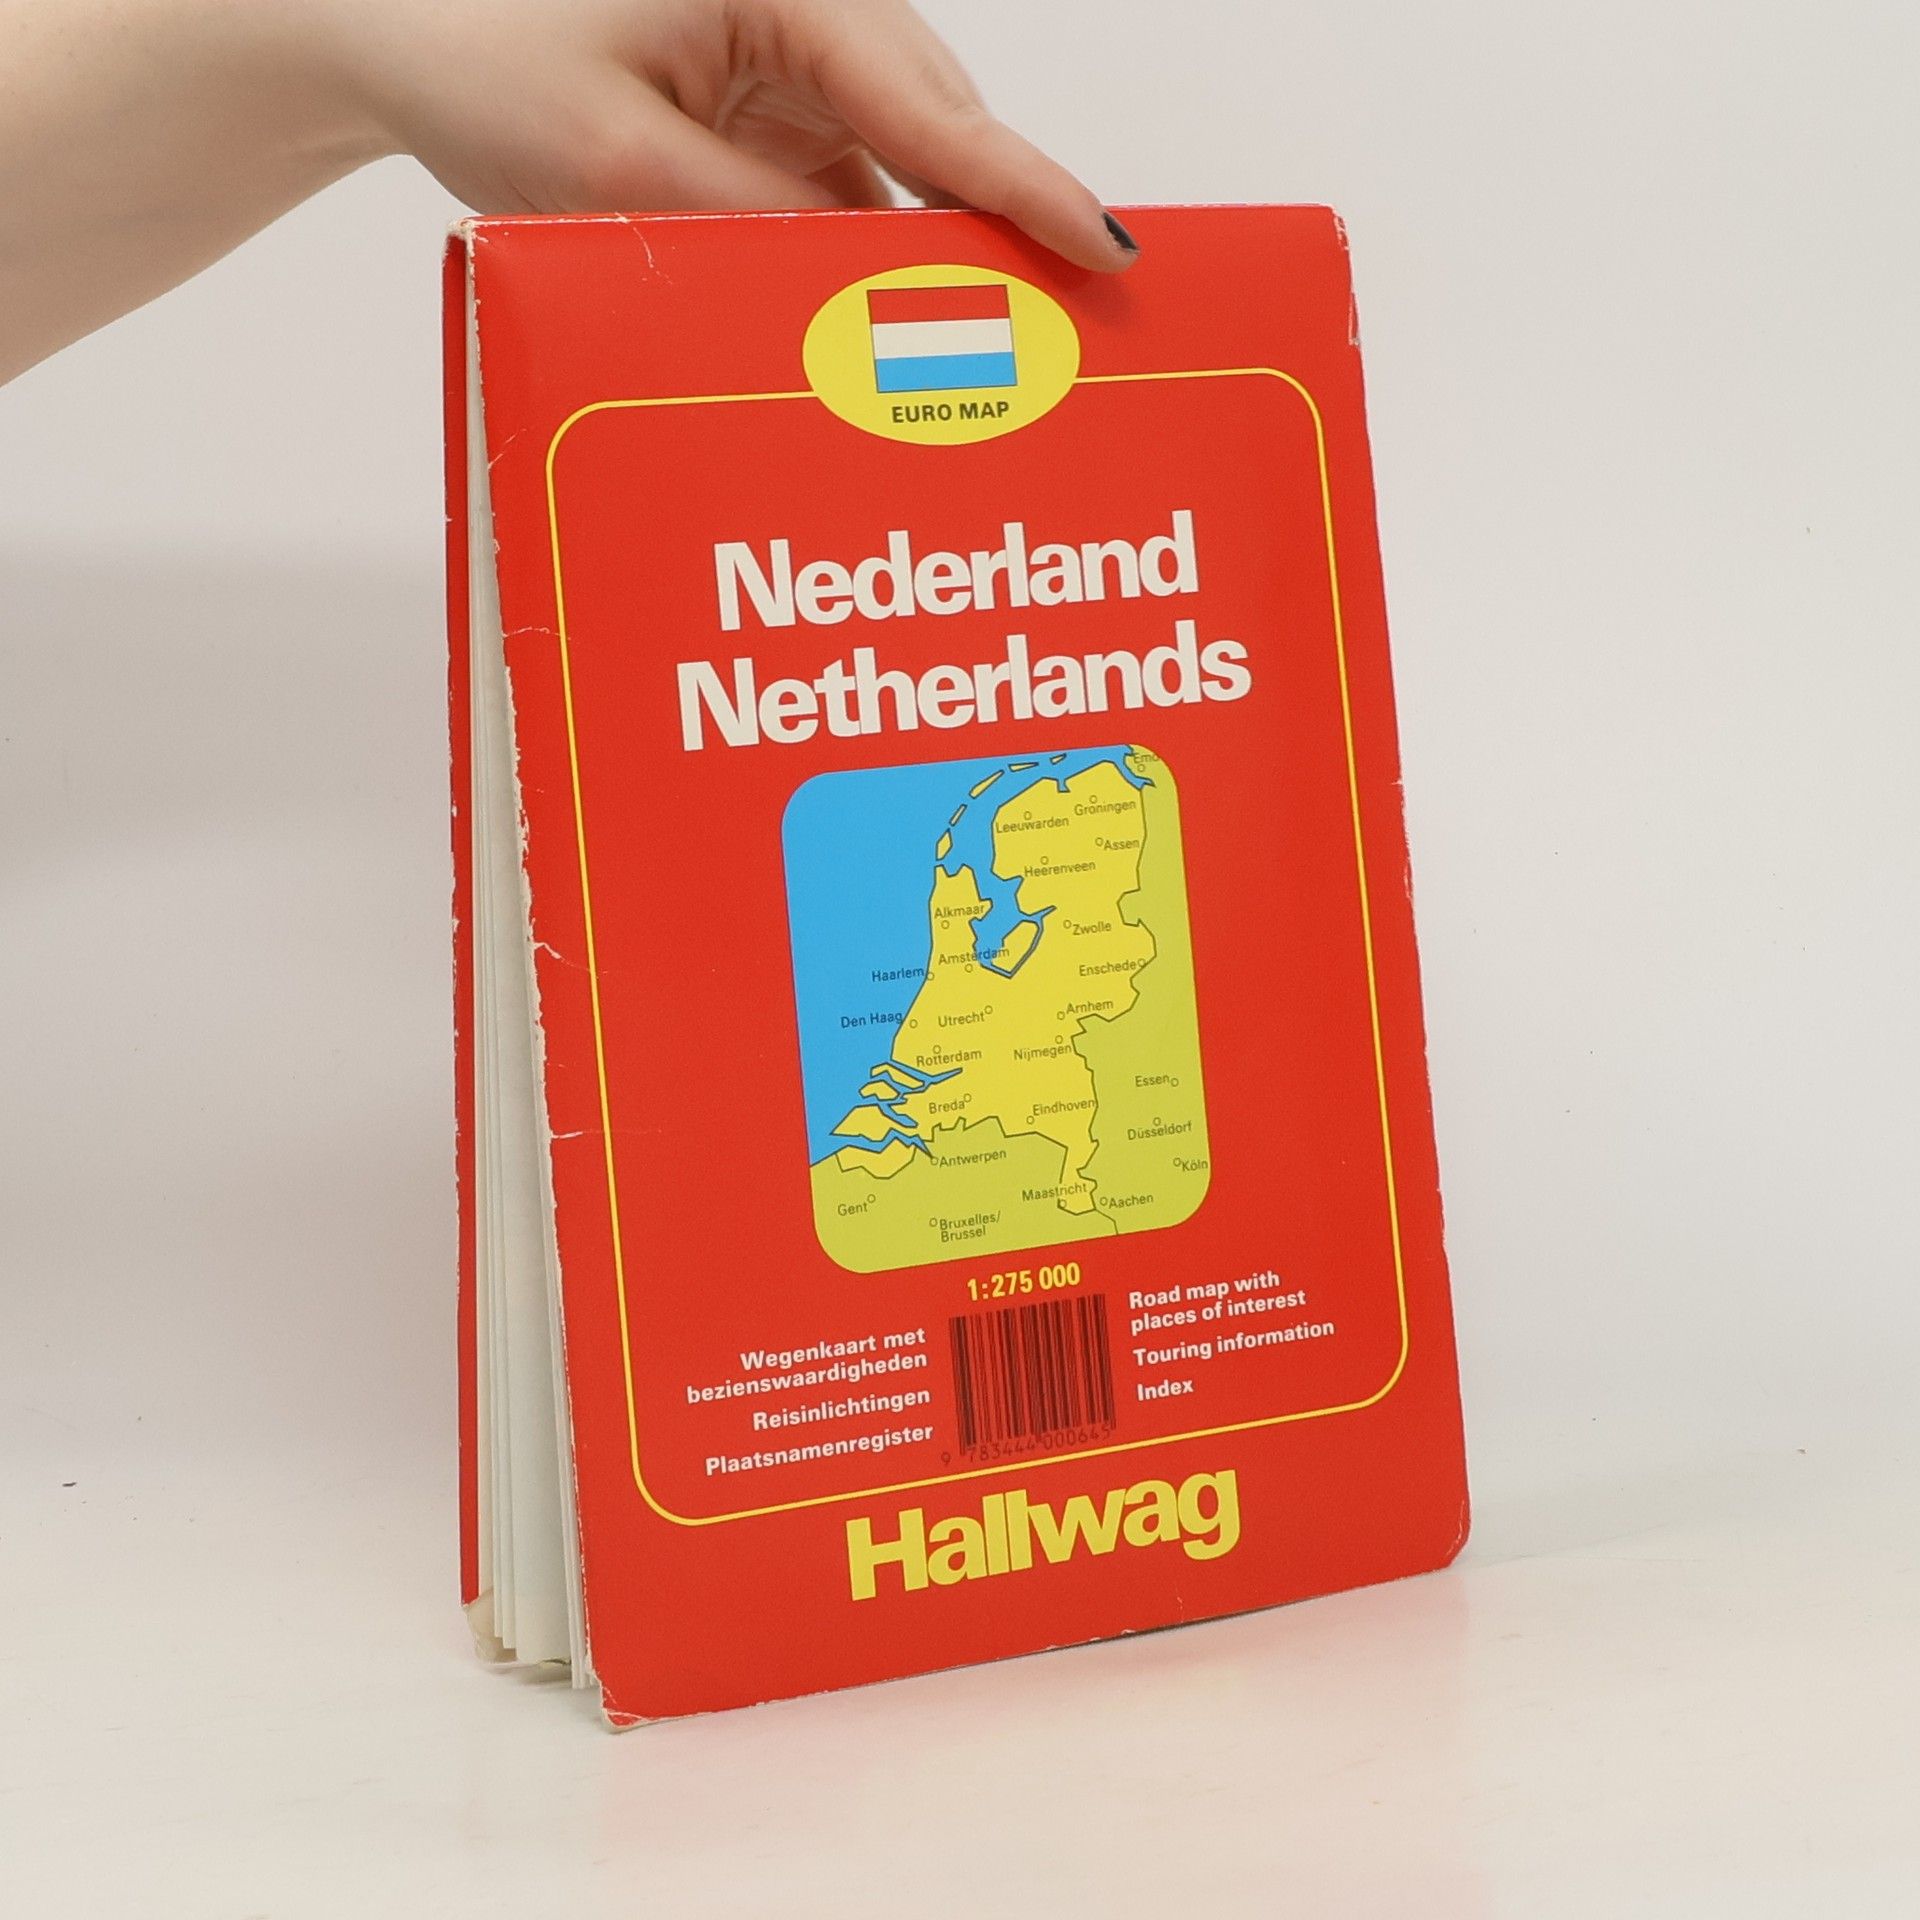 EURO MAP
Nederland
Netherlands
Leeuwarden
Groningen
Assen
Heerenveen
Alkmaar
Zwolle
Amsterdam
Haarlem
Enschede
Den Haag
Utrecht
Arnhem
Rotterdam
Nijmegen
Essen
Breda
Eindhoven
Düsseldorf
Antwerpen
Köln
Maastricht
Aachen
Gent
Bruxelles/
Brussel
1:275 000
Wegenkaart met
bezienswaardigheden
Reisinlichtingen
Plaatsnamenregister
9 783444 000645
Road map with
places of interest
Touring information
Index
Hallwag